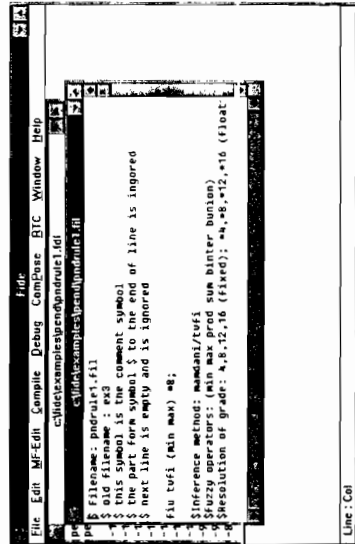 Fide
File Edit MF-Edit Compile Debug ComPose RTC Window Help
c:\fide\examples\pend\pndrule1.fdl
c:\fide\examples\pend\pndrule1.fil
$ Filename: pndrule1.fil
$ old filename : ex3
$ this symbol is the comment symbol
$ the part form symbol $ to the end of line is ingored
$ next line is empty and is ignored
fiu tufi (min max) *8;
$Inference method: mamdani/tvfi
$fuzzy operators: (min max prod sum binter bunion)
$Resolution of grade: 4,8,12,16 (fixed); *4,*8,*12,*16 (float
Line : Col